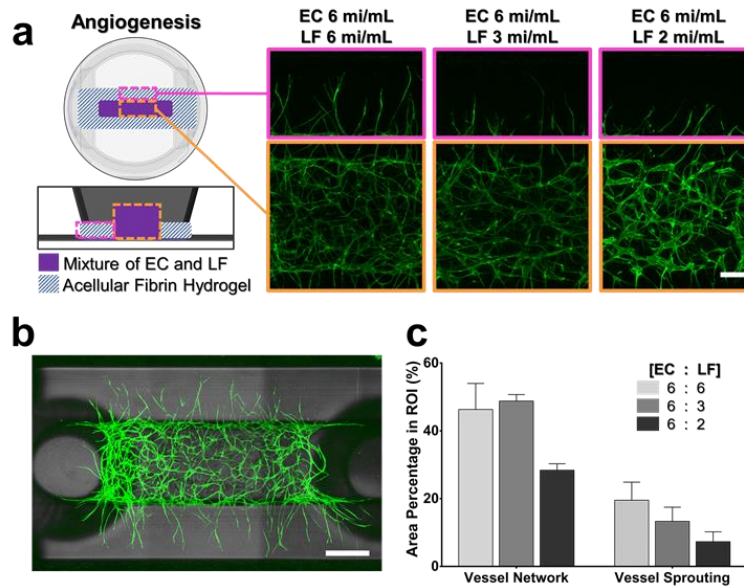 a
Angiogenesis
EC 6 mi/mL
LF 6 mi/mL
EC 6 mi/mL
LF 3 mi/mL
EC 6 mi/mL
LF 2 mi/mL
Mixture of EC and LF
Acellular Fibrin Hydrogel
b
c
Area Percentage in ROI (%)
60
40
20
0
[EC : LF]
6 : 6
6 : 3
6 : 2
Vessel Network
Vessel Sprouting